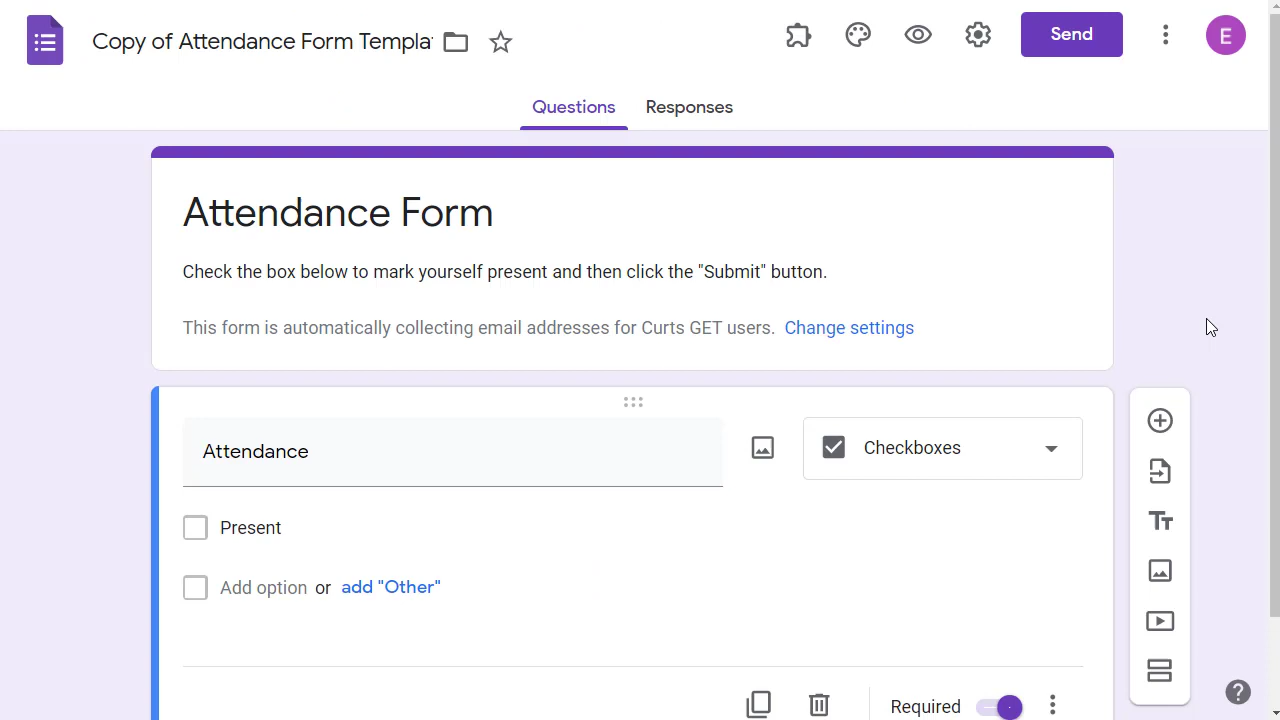 Copy of Attendance Form Templa
Send
E
Questions
Responses
Attendance Form
Check the box below to mark yourself present and then click the "Submit" button.
This form is automatically collecting email addresses for Curts GET users. Change settings
Attendance
Checkboxes
Present
Add option or add "Other"
Required